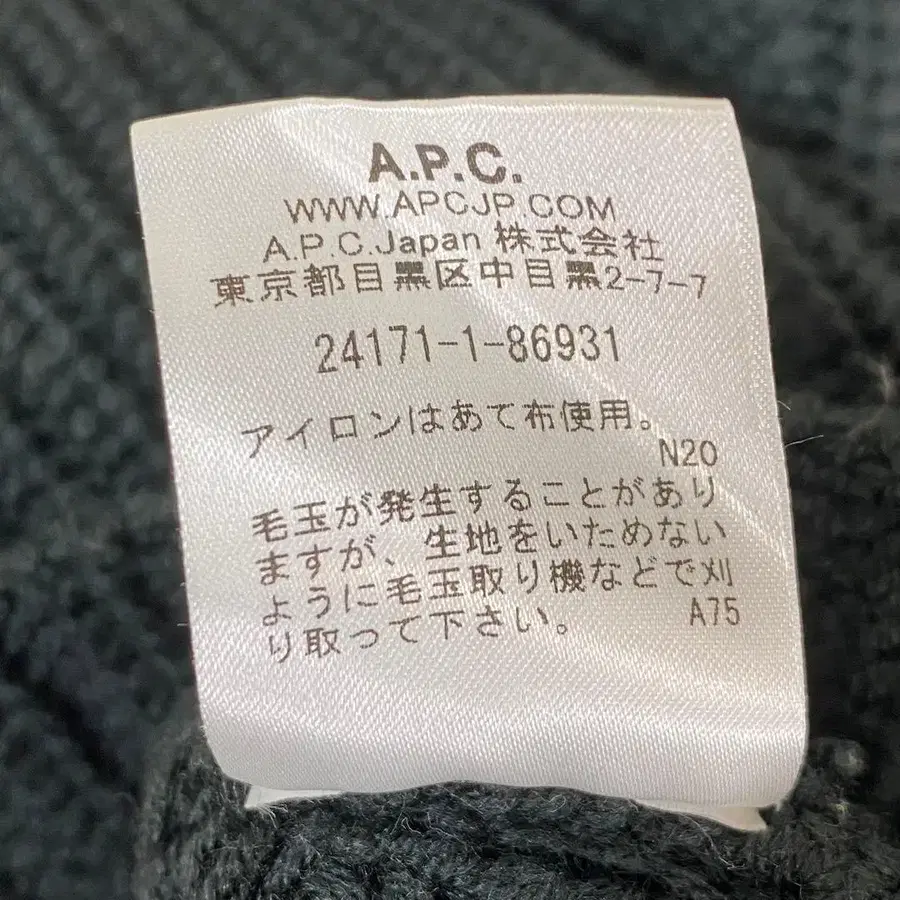 A.P.C.
WWW.APCJP.COM
A.P.C.Japan 株式会社
東京都目黒区中目黒2-7-7
24171-1-86931
アイロンはあて布使用。
N20
毛玉が発生することがあり
ますが、生地をいためない
ように毛玉取り機などで刈
り取って下さい。
A75